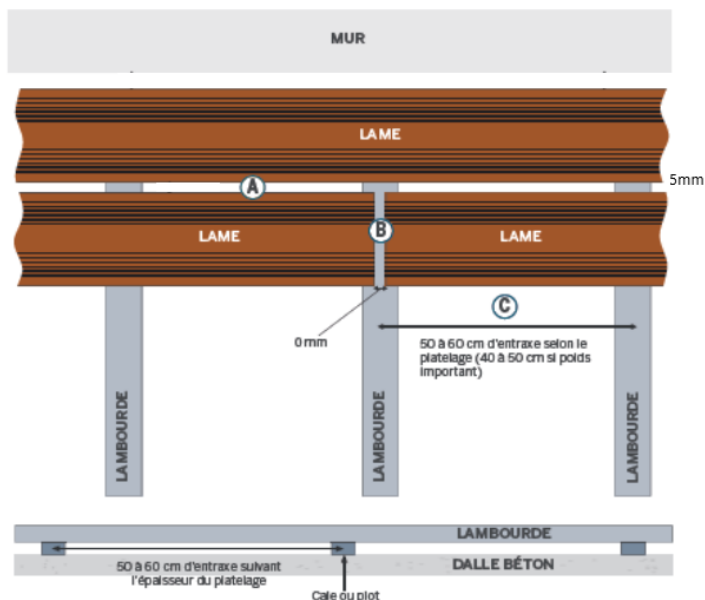 MUR
LAME
5mm
A
LAME
B
LAME
C
0 mm
50 à 60 cm d'entraxe selon le
platelage (40 à 50 cm si poids
important)
LAMBOURDE
LAMBOURDE
LAMBOURDE
LAMBOURDE
50 à 60 cm d'entraxe suivant
l'épaisseur du platelage
DALLE BÉTON
Cale ou plot